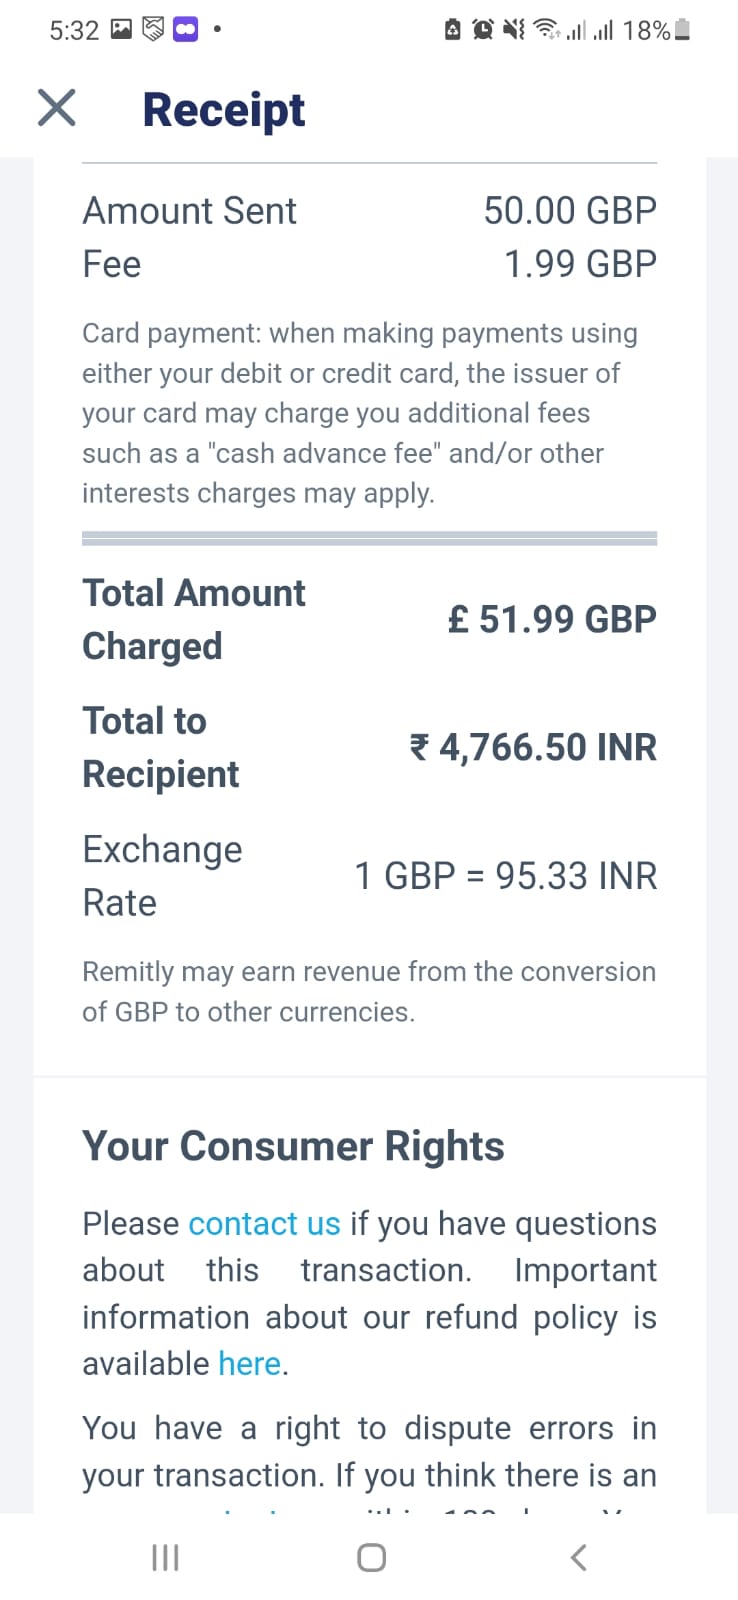 5:32 18%
Receipt
Amount Sent 50.00 GBP
Fee 1.99 GBP
Card payment: when making payments using
either your debit or credit card, the issuer of
your card may charge you additional fees
such as a "cash advance fee" and/or other
interests charges may apply.
Total Amount
Charged
£ 51.99 GBP
Total to
Recipient
₹ 4,766.50 INR
Exchange
Rate
1 GBP = 95.33 INR
Remitly may earn revenue from the conversion
of GBP to other currencies.
Your Consumer Rights
Please contact us if you have questions
about this transaction. Important
information about our refund policy is
available here.
You have a right to dispute errors in
your transaction. If you think there is an